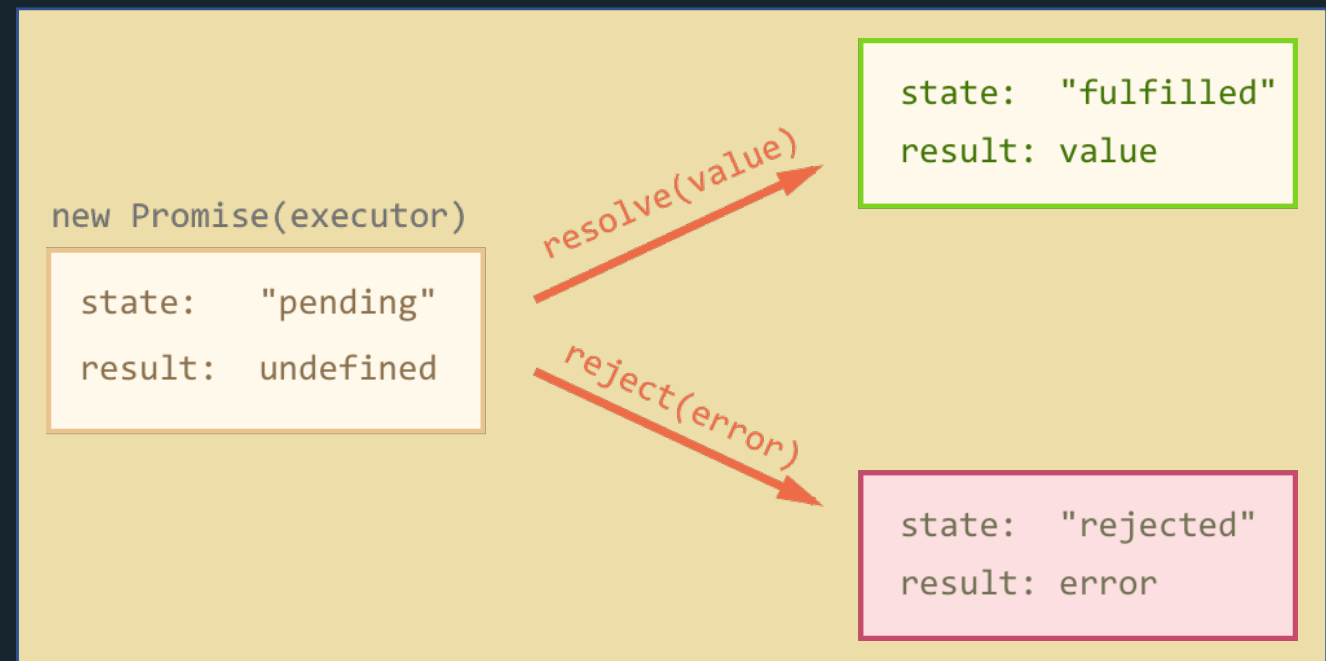 new Promise(executor)
state: "pending"
result: undefined
resolve(value)
reject(error)
state: "fulfilled"
result: value
state: "rejected"
result: error